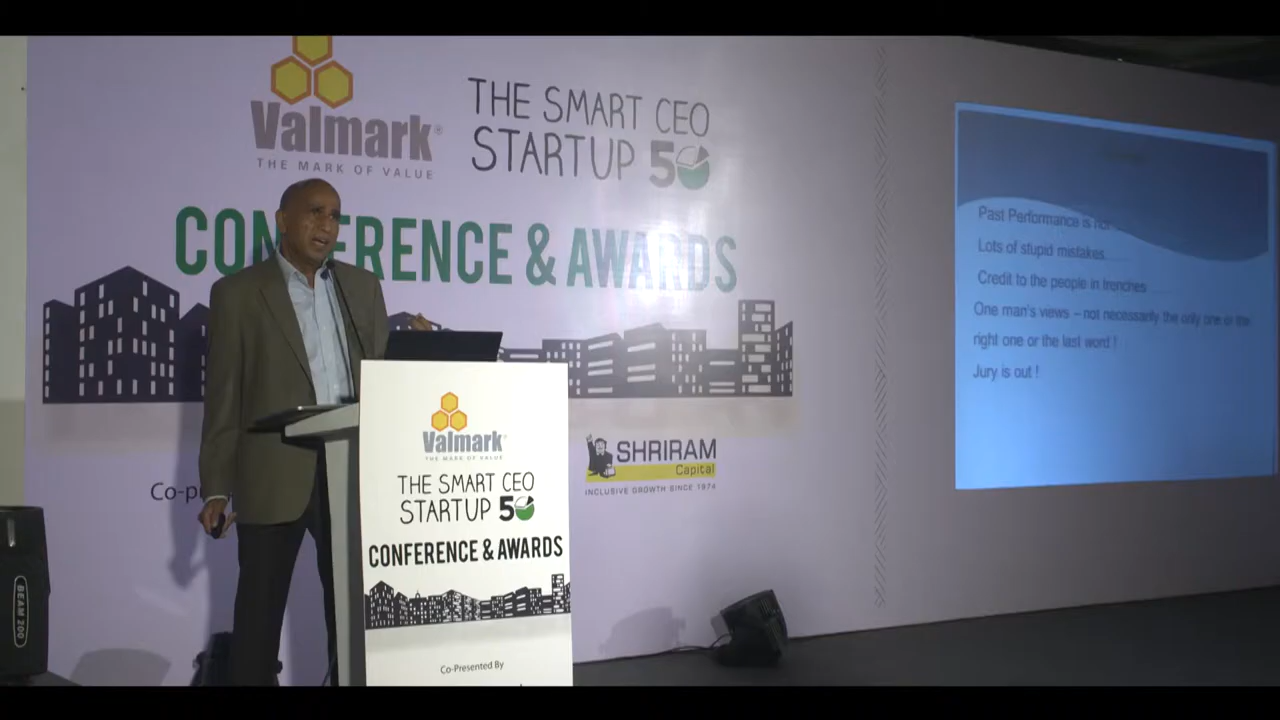 Valmark®
THE MARK OF VALUE
THE SMART CEO
STARTUP 50
CONFERENCE & AWARDS
Past Performance is
Lots of stupid mistakes......
Credit to the people in trenches
One man's views – not necessarily the only one or the
right one or the last word !
Jury is out !
SHRIRAM
Capital
INCLUSIVE GROWTH SINCE 1974
Valmark
THE MARK OF VALUE
THE SMART CEO
STARTUP 50
CONFERENCE & AWARDS
Co-Presented By
BEAM 200